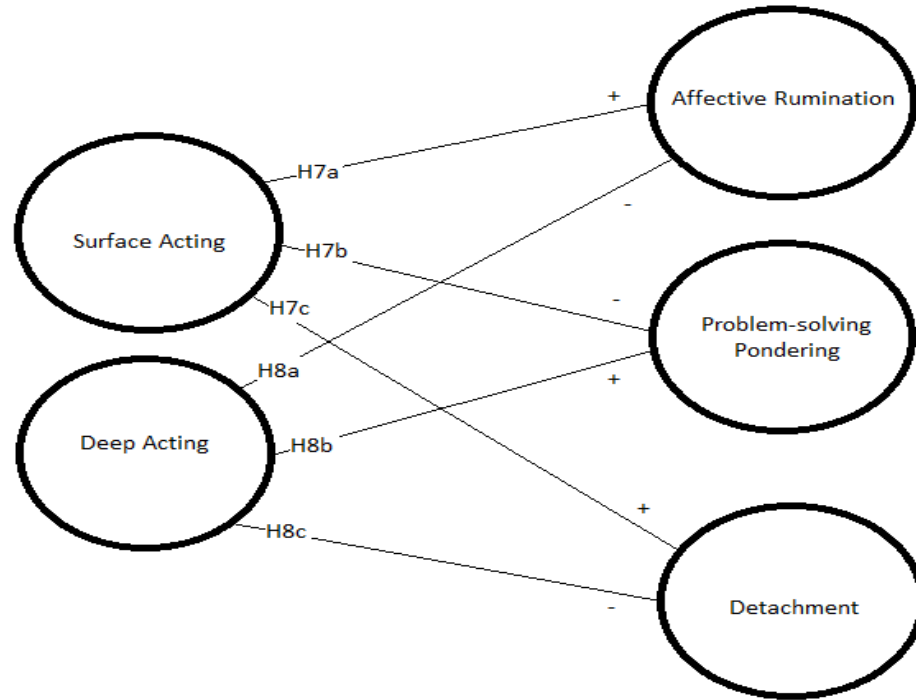 Affective Rumination
+
H7a
-
Surface Acting
H7b
H7c
-
Problem-solving
Pondering
H8a
+
Deep Acting
H8b
+
H8c
-
Detachment